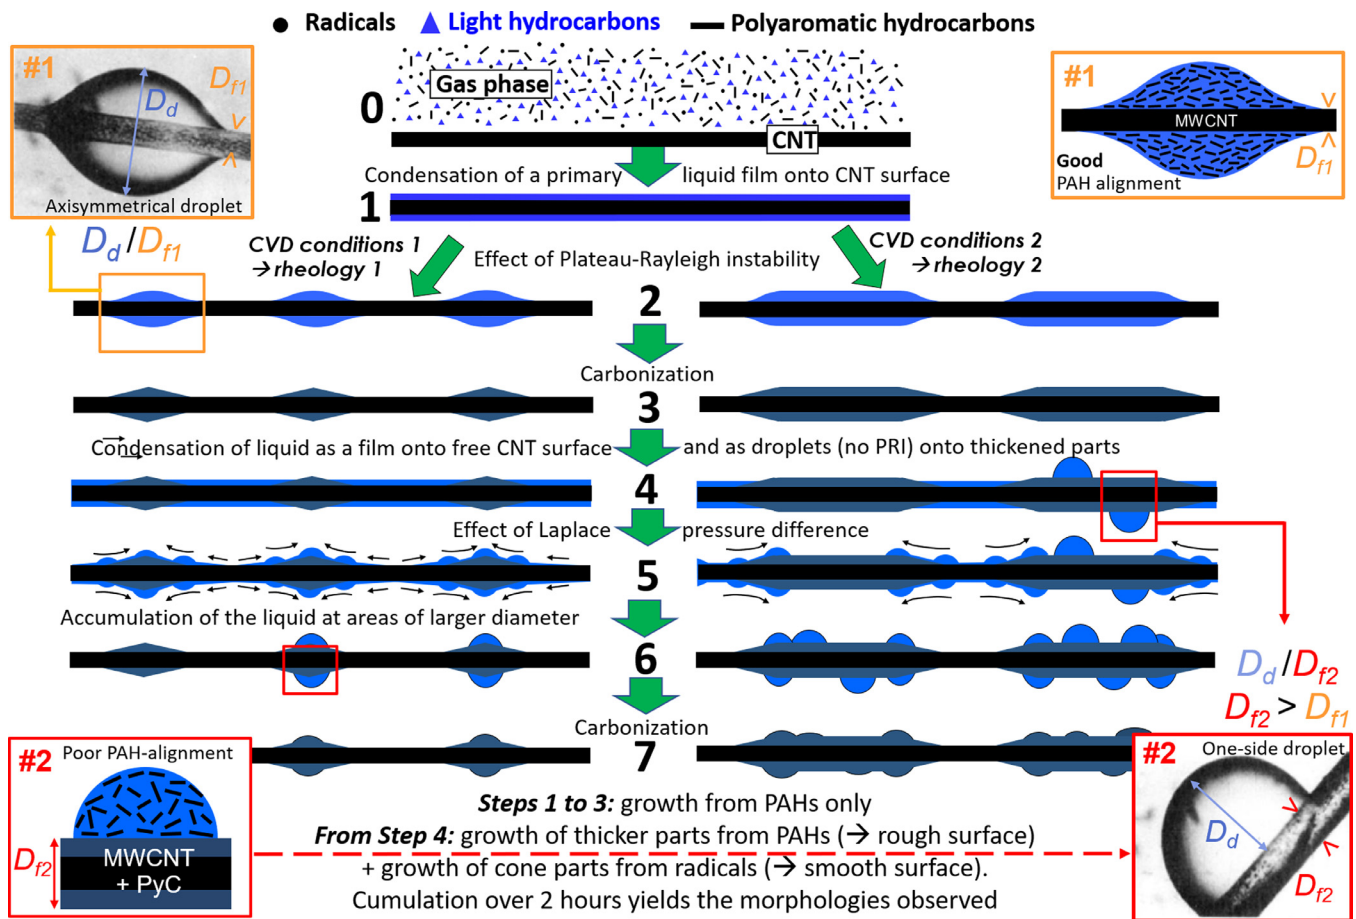 Radicals
Light hydrocarbons
Polyaromatic hydrocarbons
#1
Df1
Dd
Axisymmetrical droplet
Dd/Df1
Gas phase
0
CNT
#1
MWCNT
Good
PAH alignment
Df1
Condensation of a primary liquid film onto CNT surface
1
CVD conditions 1
→ rheology 1
Effect of Plateau-Rayleigh instability
CVD conditions 2
→ rheology 2
2
Carbonization
3
Condensation of liquid as a film onto free CNT surface and as droplets (no PRI) onto thickened parts
4
Effect of Laplace pressure difference
5
Accumulation of the liquid at areas of larger diameter
6
Dd/Df2
Df2 > Df1
Carbonization
7
#2
Poor PAH-alignment
Df2
MWCNT
+ PyC
#2
One-side droplet
Dd
Df2
Steps 1 to 3: growth from PAHs only
From Step 4: growth of thicker parts from PAHs (→ rough surface)
+ growth of cone parts from radicals (→ smooth surface).
Cumulation over 2 hours yields the morphologies observed